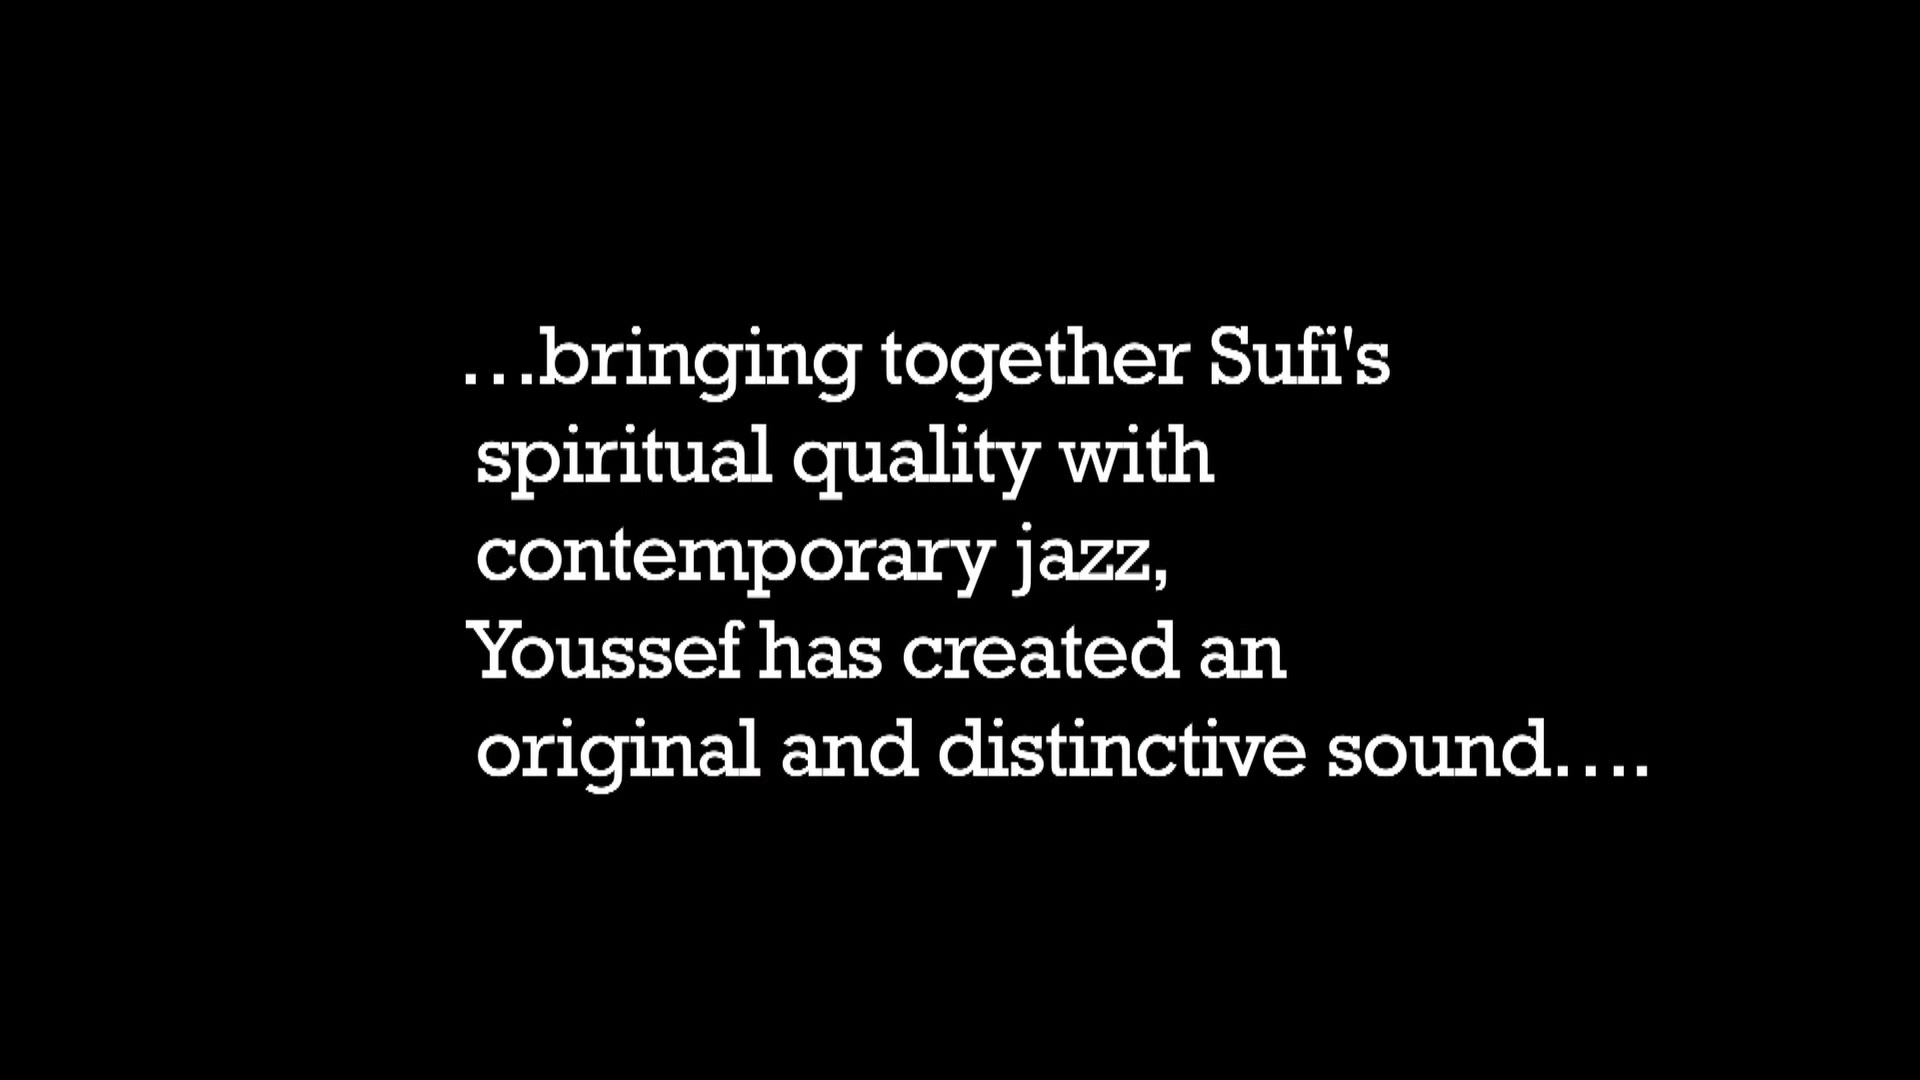 ...bringing together Sufi's
spiritual quality with
contemporary jazz,
Youssef has created an
original and distinctive sound....